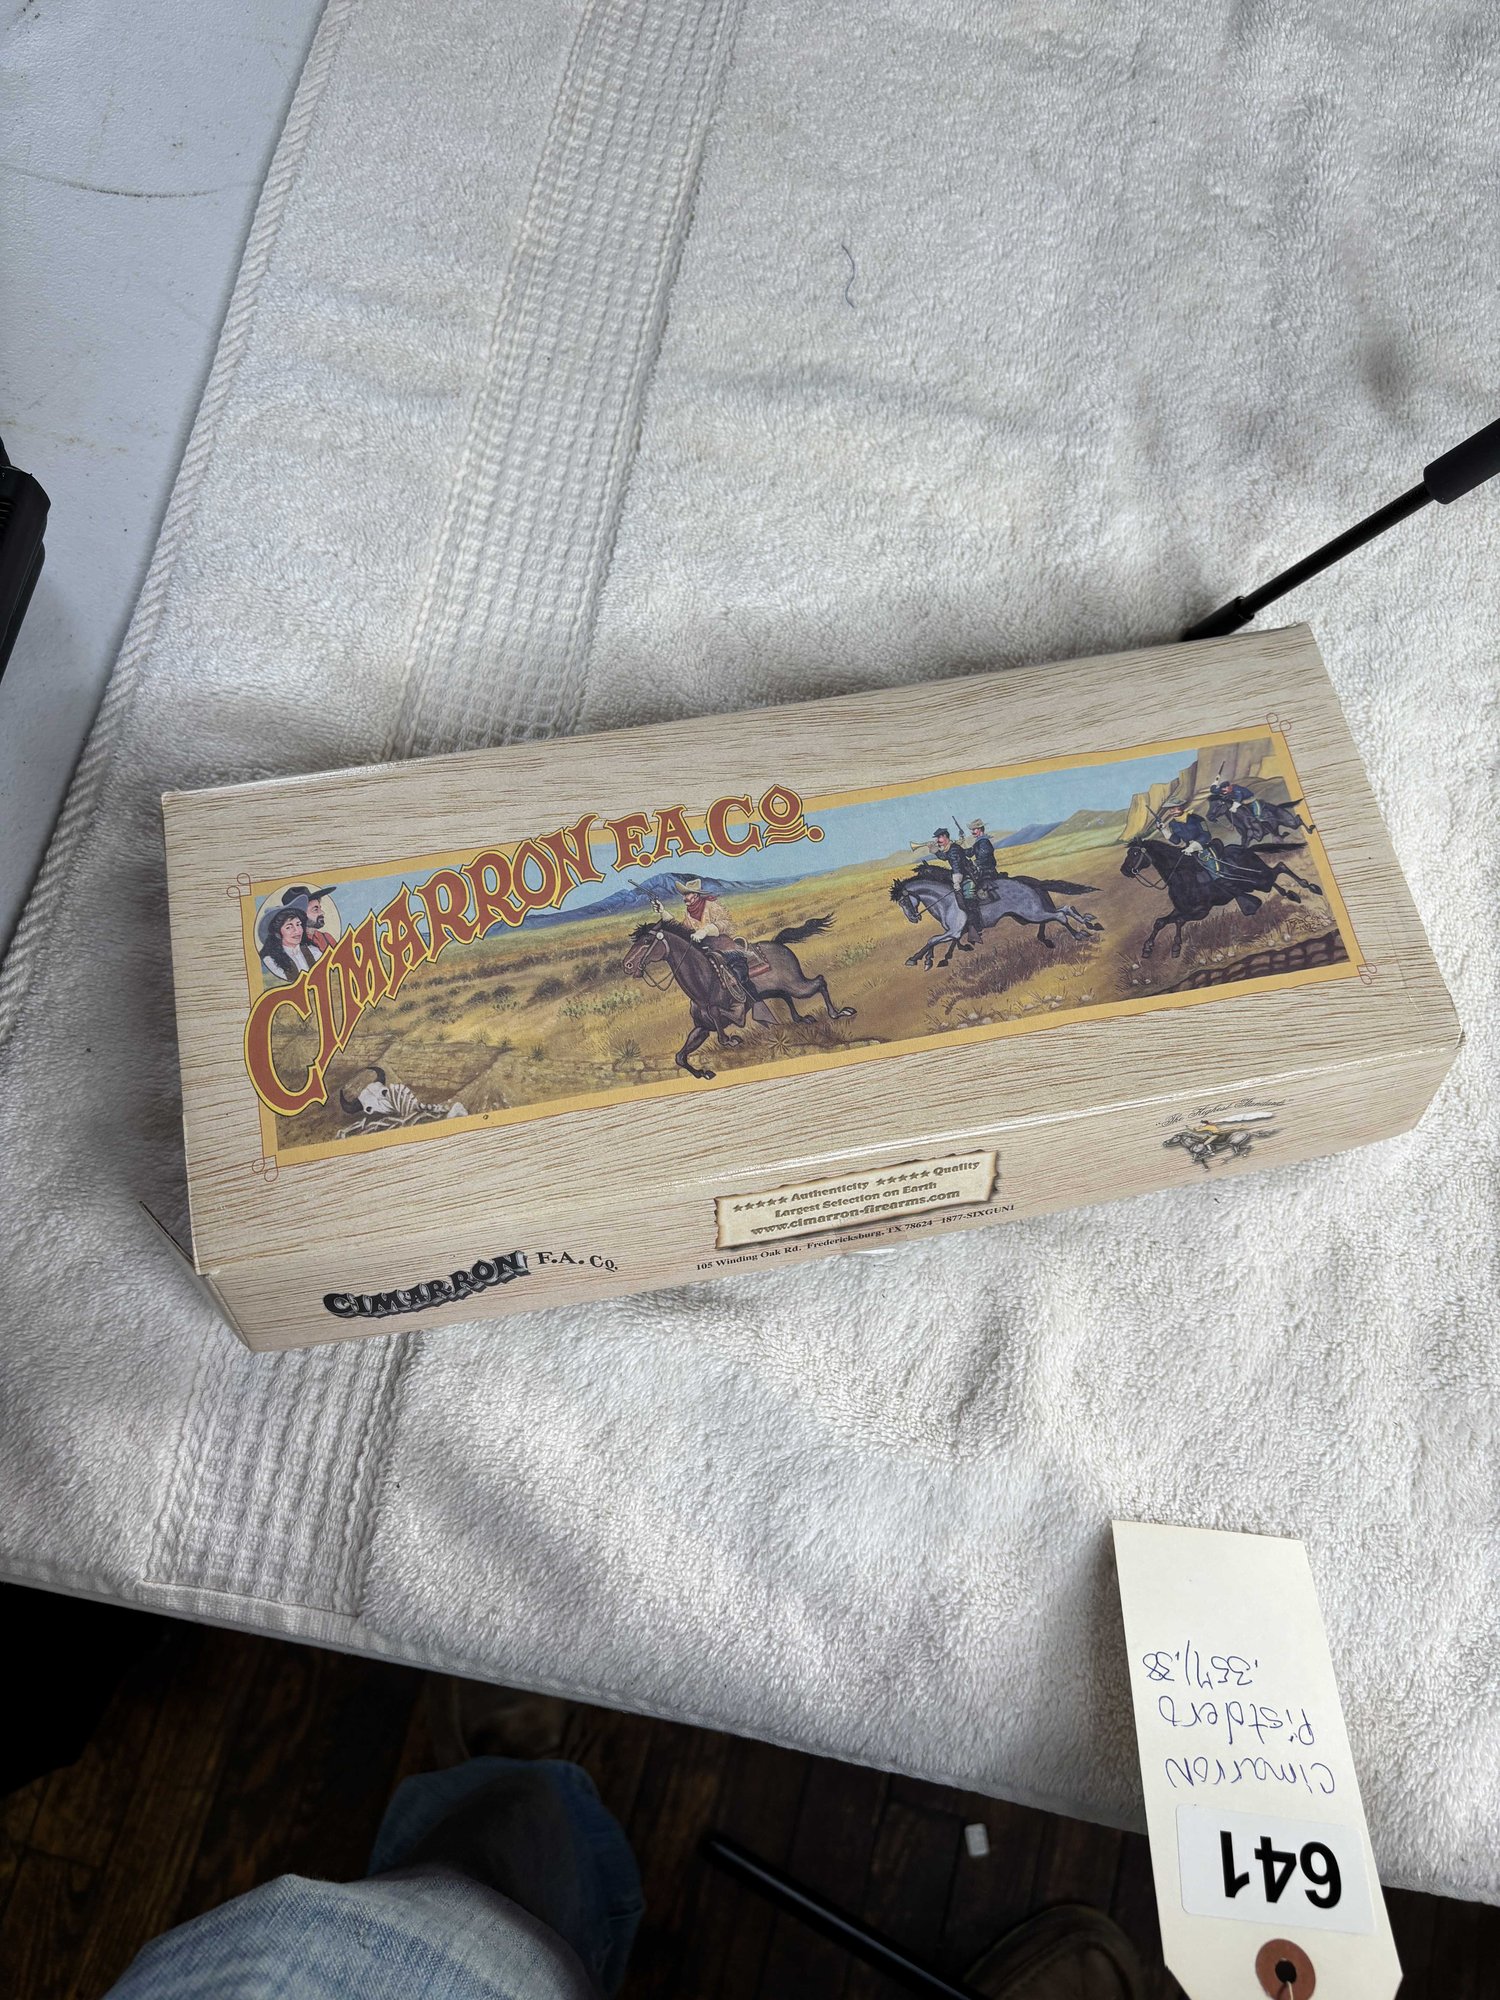 CIMARRON F.A.Co.
"The Highest Standards"
★★★★★ Authenticity ★★★★★ Quality
Largest Selection on Earth
www.cimarron-firearms.com
105 Winding Oak Rd. Fredericksburg, TX 78624 1877-SIXGUN1
CIMARRON F.A. Co.
641
Cimarron
Pistolero
.357/.38